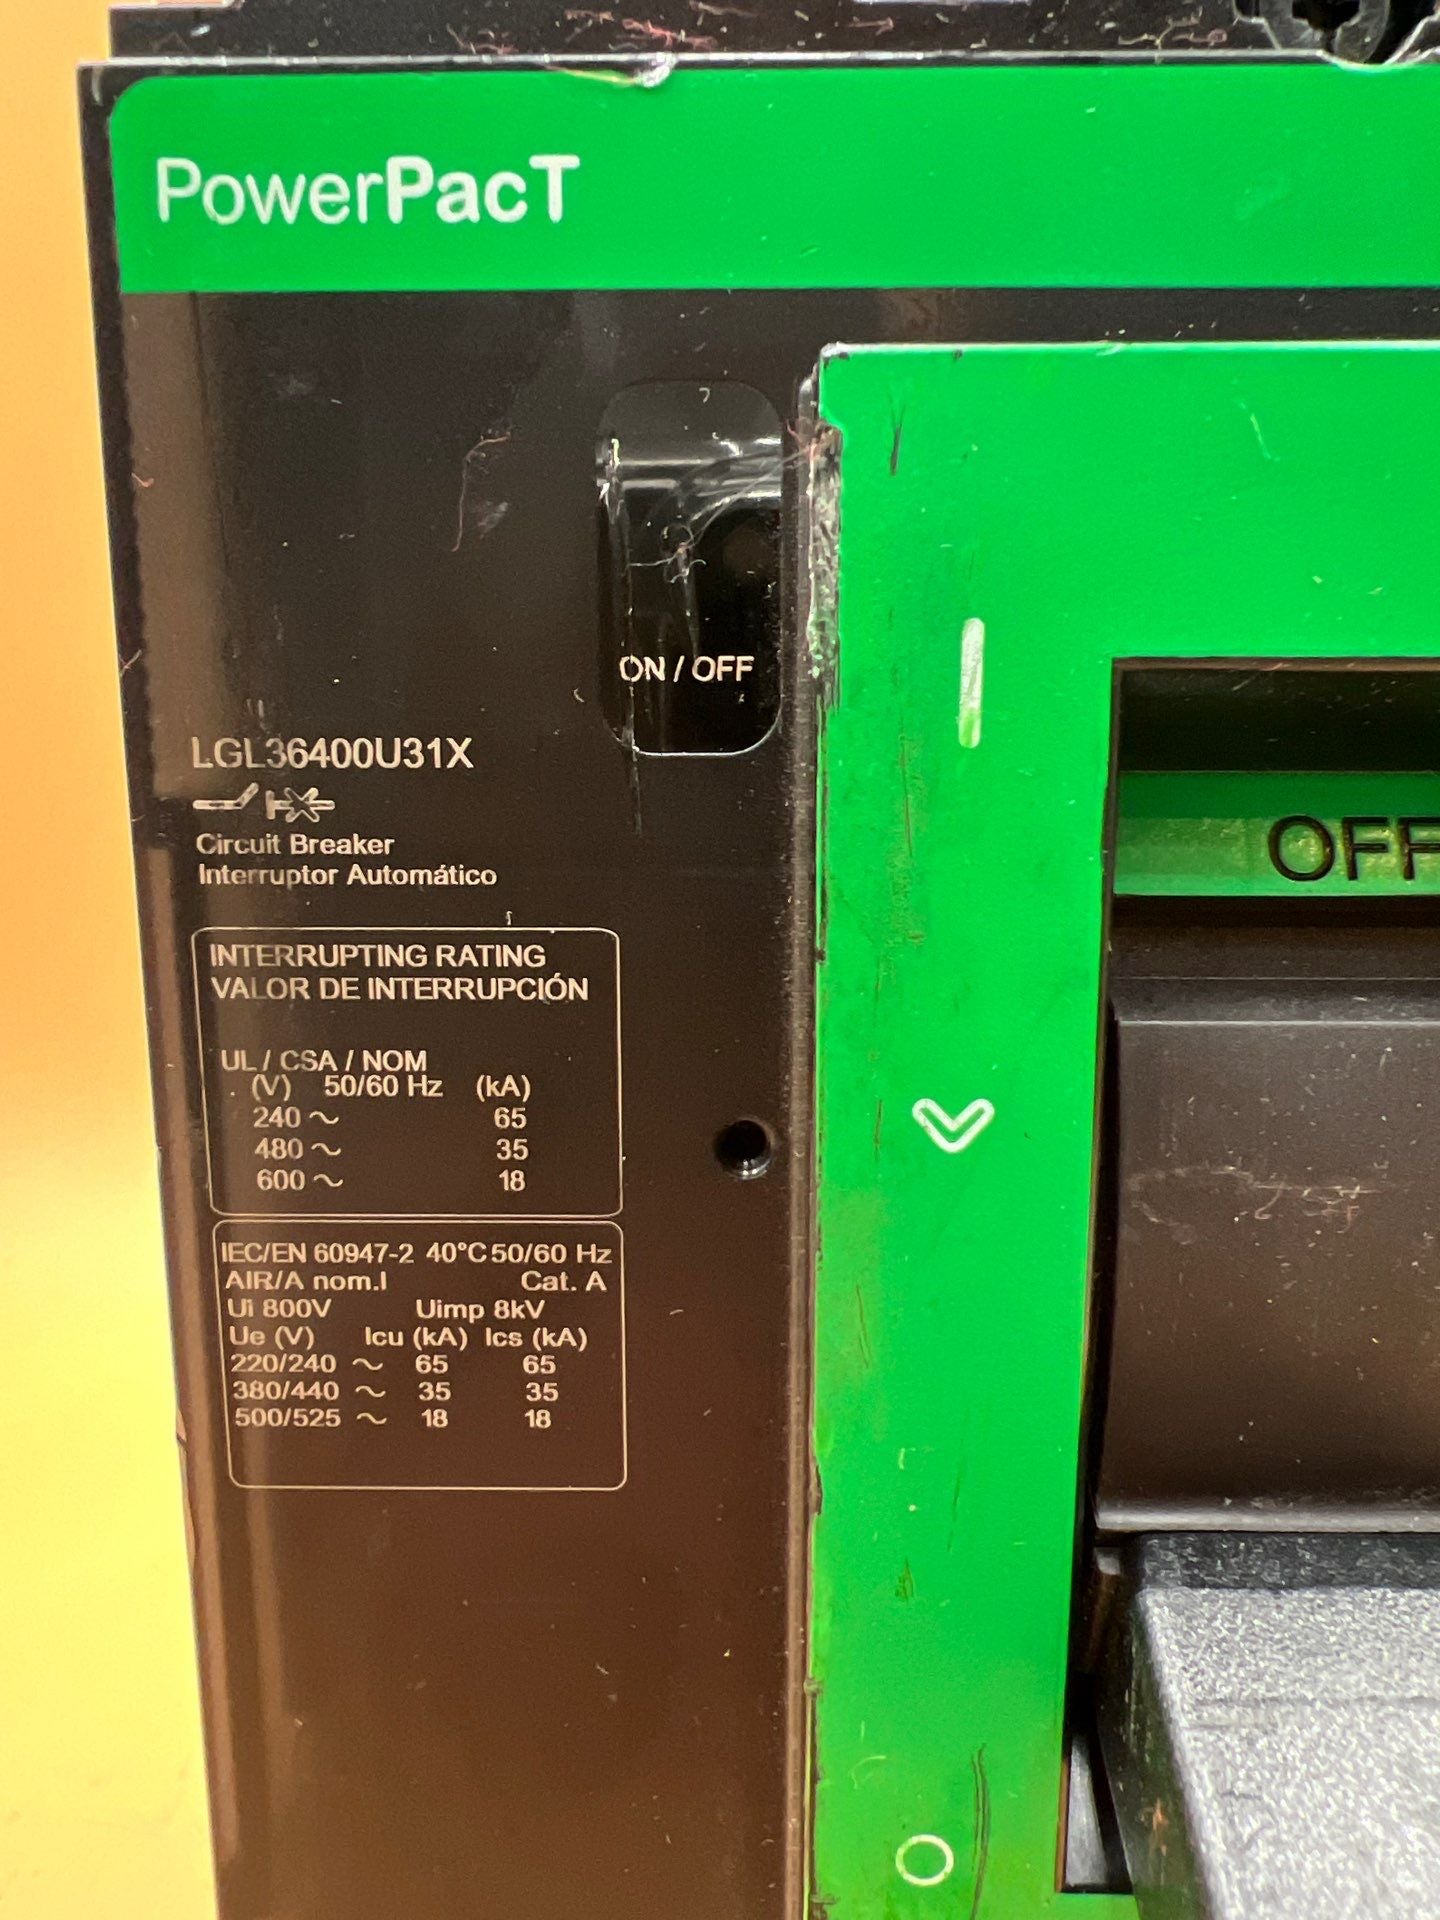 PowerPacT
ON / OFF
LGL36400U31X
OFF
Circuit Breaker
Interruptor Automático
INTERRUPTING RATING
VALOR DE INTERRUPCIÓN
UL / CSA / NOM
(V) 50/60 Hz (kA)
240 ~ 65
480 ~ 35
600 ~ 18
IEC/EN 60947-2 40°C 50/60 Hz
AIR/A nom.I Cat. A
Ui 800V Uimp 8kV
Ue (V) Icu (kA) Ics (kA)
220/240 ~ 65 65
380/440 ~ 35 35
500/525 ~ 18 18